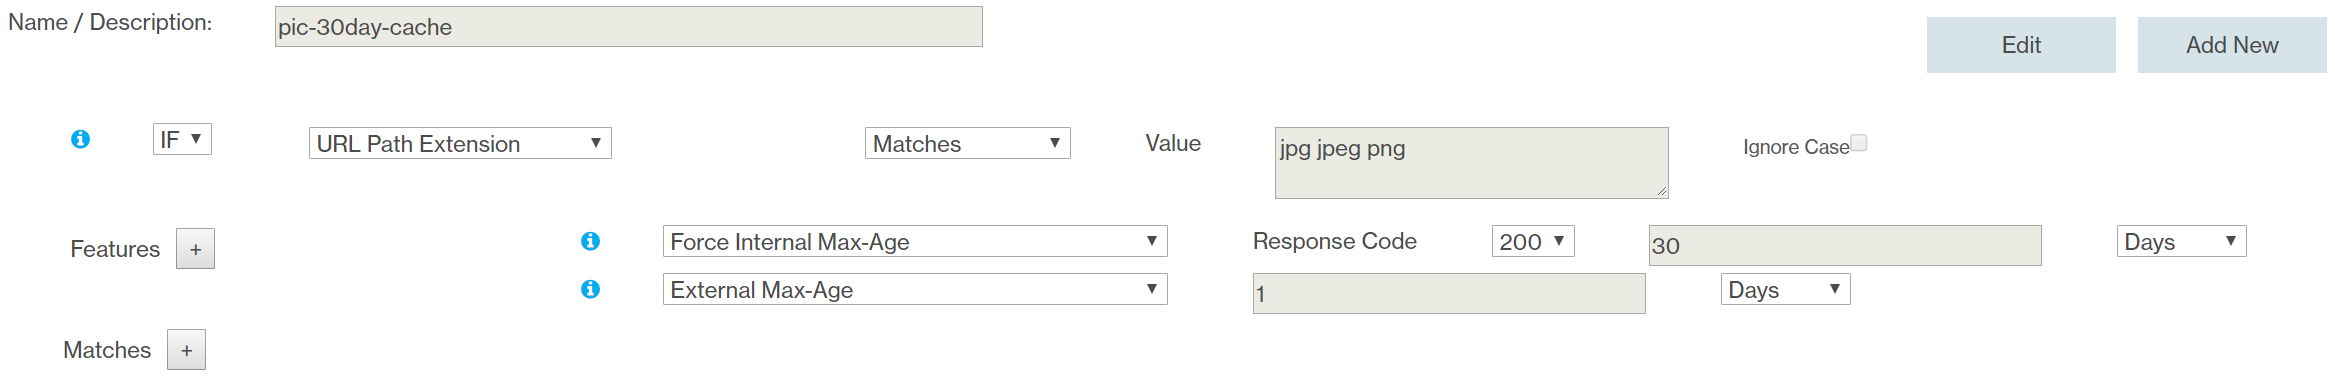 Name / Description: pic-30day-cache
Edit Add New
IF URL Path Extension Matches Value jpg jpeg png Ignore Case
Features + Force Internal Max-Age Response Code 200 30 Days
External Max-Age 1 Days
Matches +